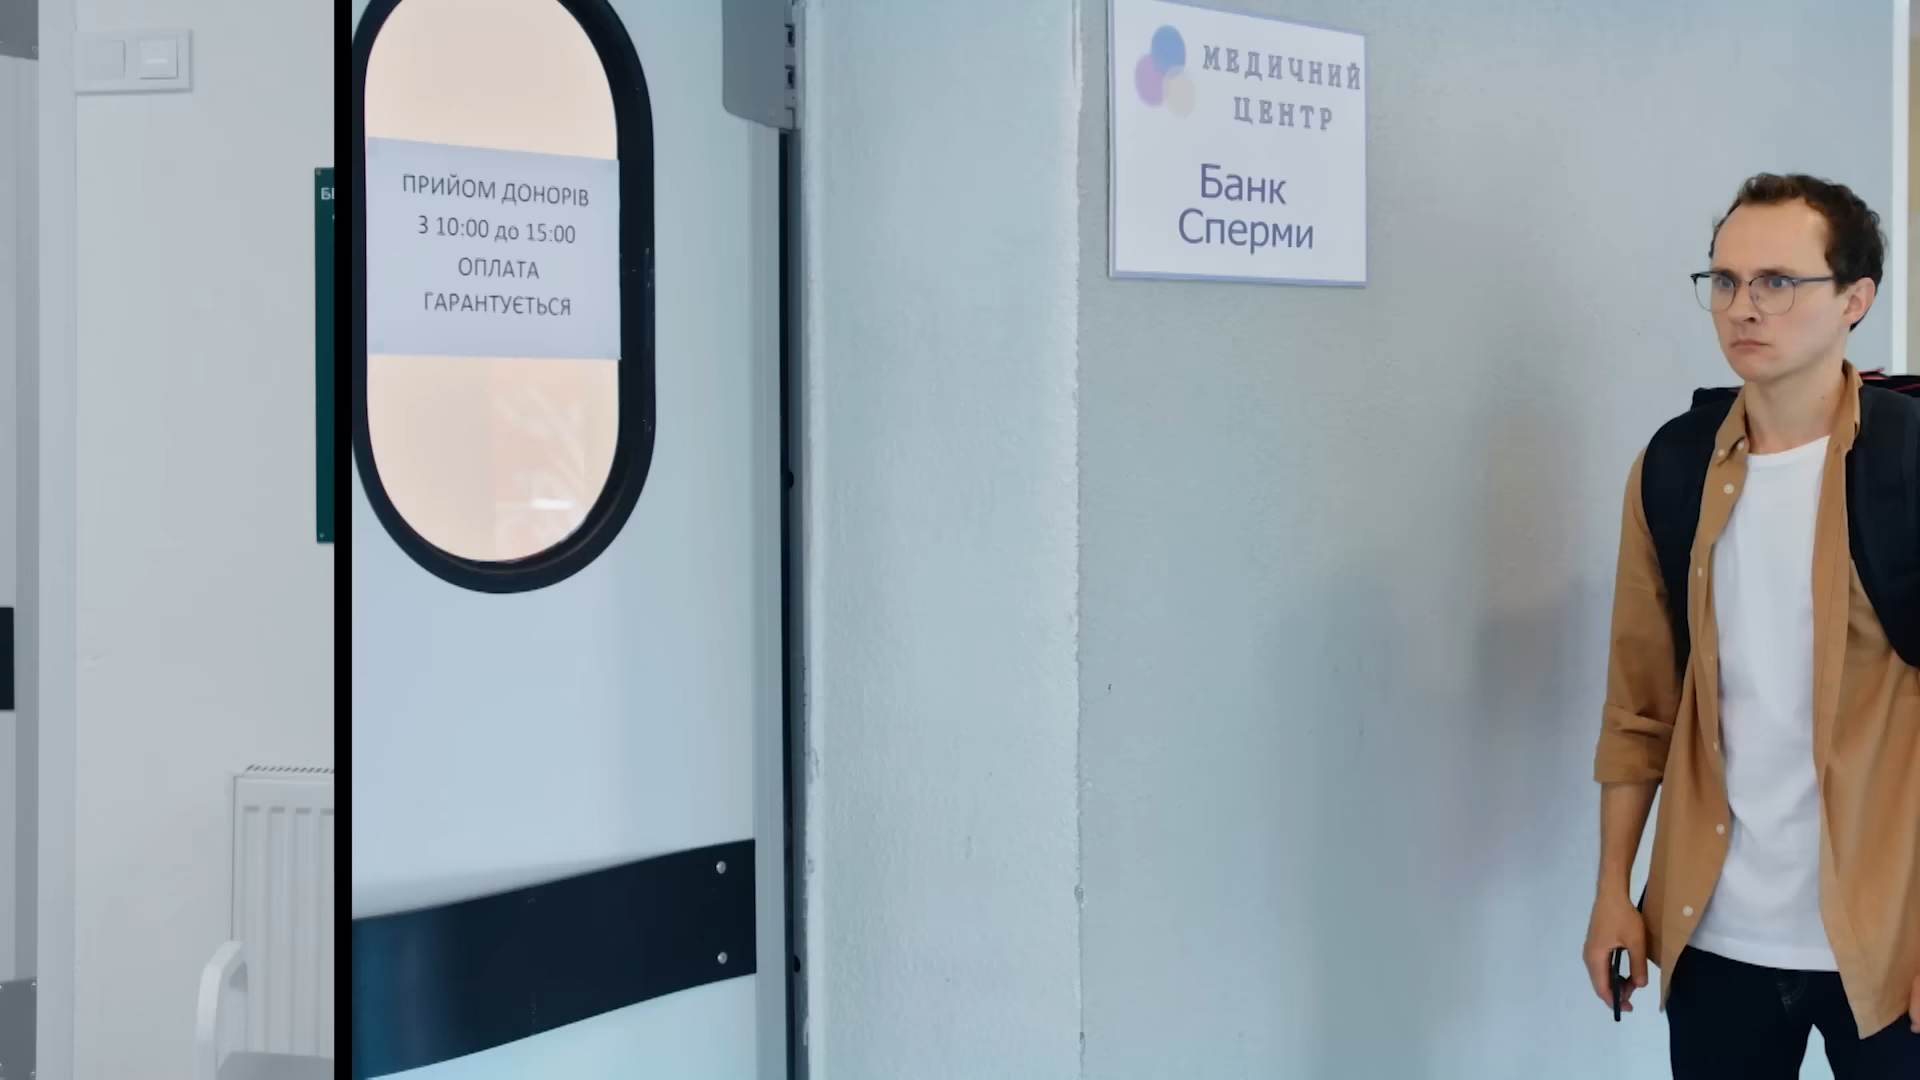 ПРИЙОМ ДОНОРІВ
З 10:00 до 15:00
ОПЛАТА
ГАРАНТУЄТЬСЯ
МЕДИЧНИЙ
ЦЕНТР
Банк
Сперми